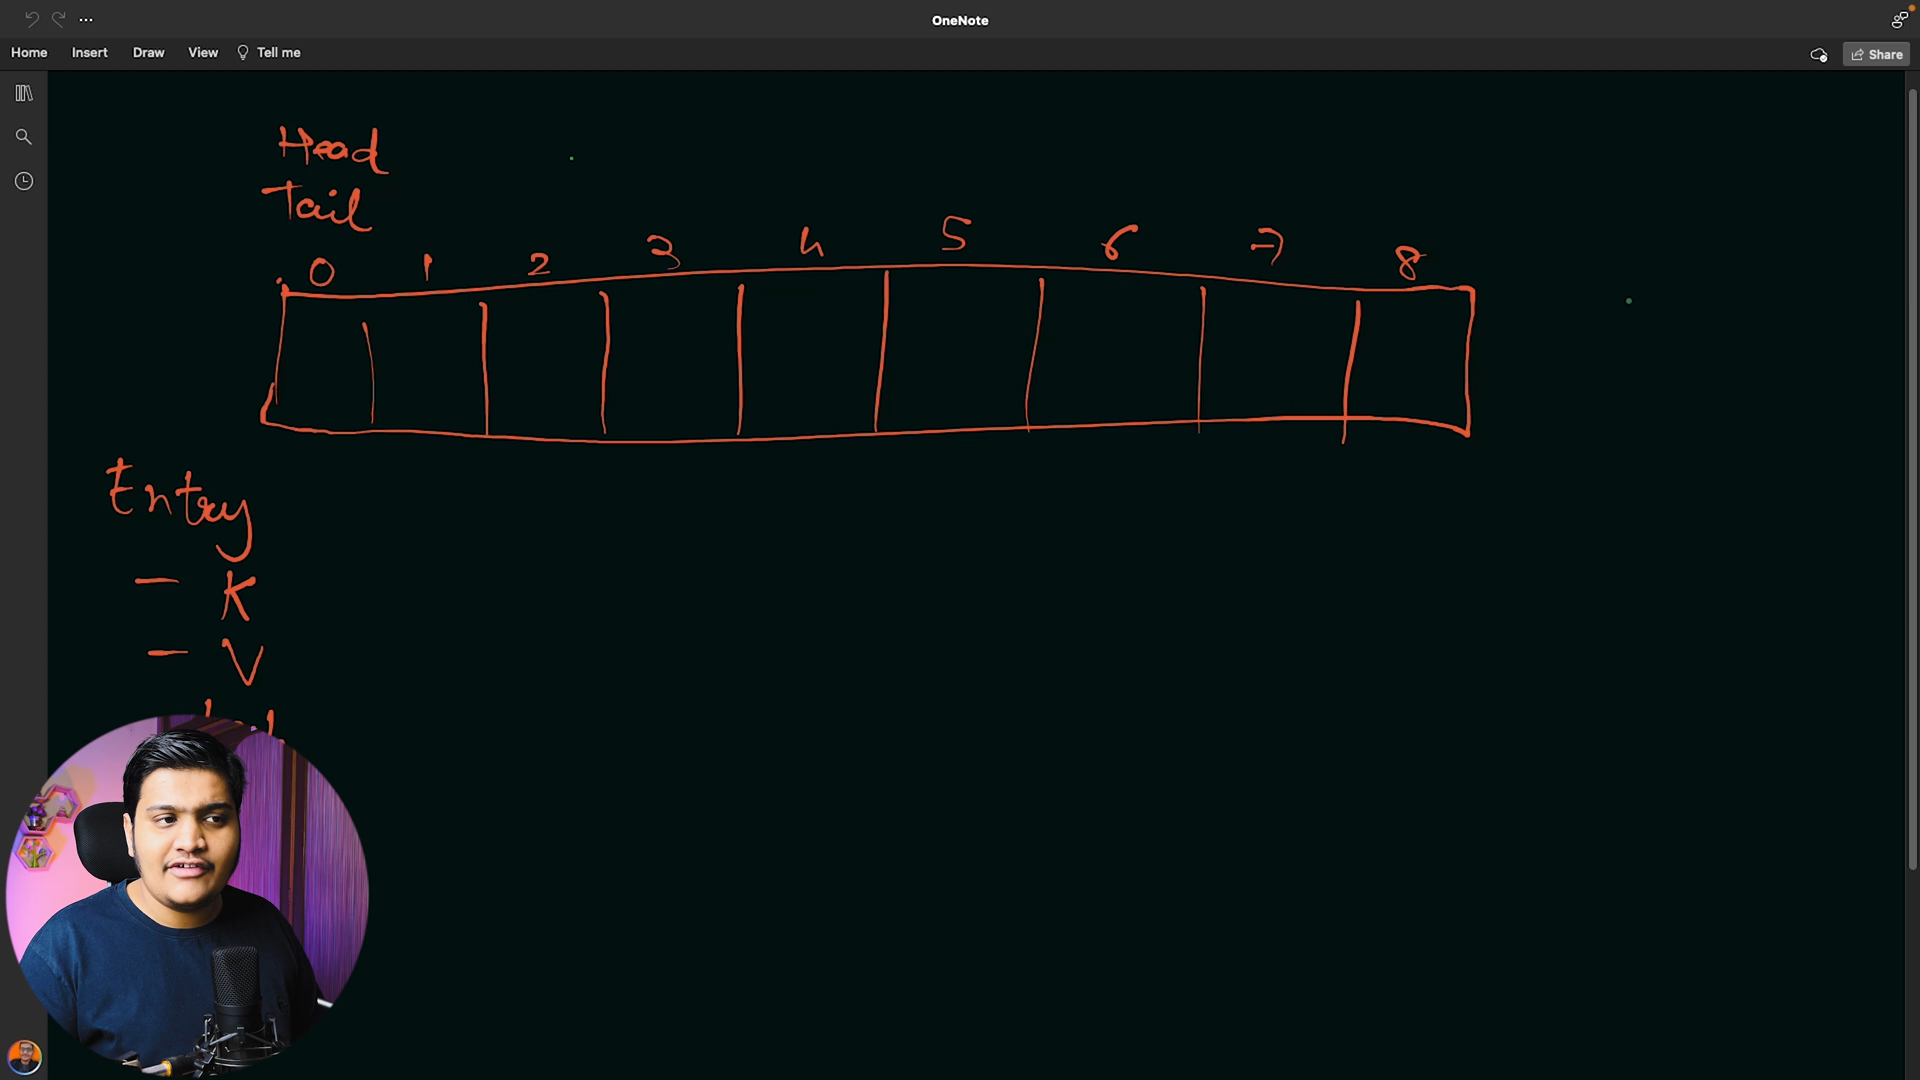 OneNote
Home Insert Draw View Tell me
Share
Head
Tail
0 1 2 3 4 5 6 7 8
Entry
- K
- V